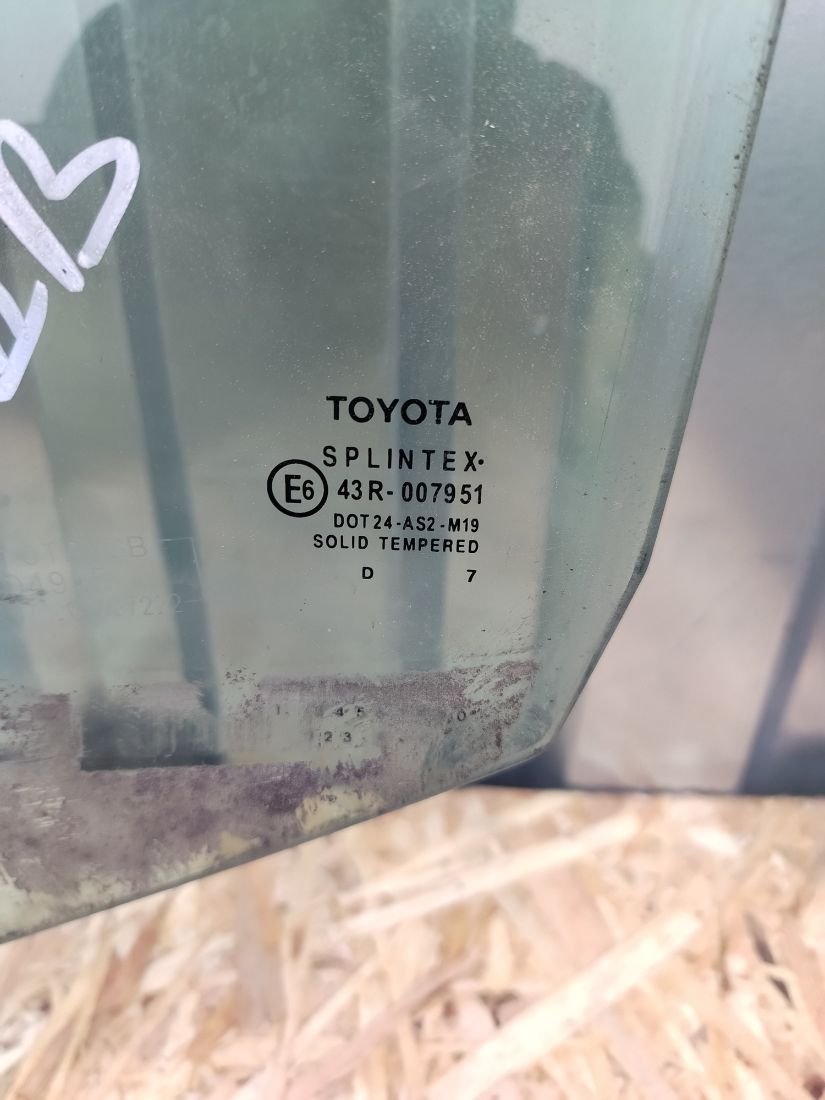 TOYOTA
SPLINTEX
E6 43R-007951
DOT24-AS2-M19
SOLID TEMPERED
D 7